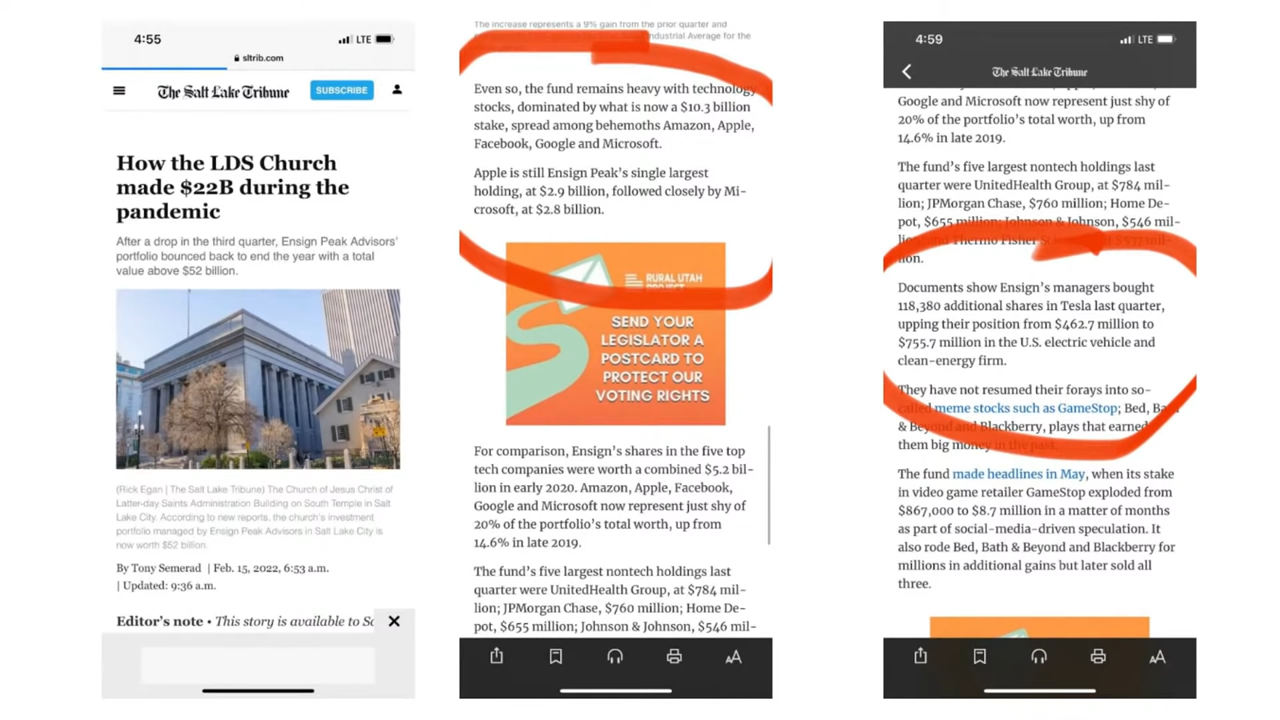 4:55
LTE
sltrib.com
The Salt Lake Tribune
SUBSCRIBE
How the LDS Church
made $22B during the
pandemic
After a drop in the third quarter, Ensign Peak Advisors'
portfolio bounced back to end the year with a total
value above $52 billion.
(Rick Egan | The Salt Lake Tribune) The Church of Jesus Christ of
Latter-day Saints Administration Building on South Temple in Salt
Lake City. According to new reports, the church's investment
portfolio managed by Ensign Peak Advisors in Salt Lake City is
now worth $52 billion.
By Tony Semerad | Feb. 15, 2022, 6:53 a.m.
| Updated: 9:36 a.m.
Editor's note • This story is available to Sc
The increase represents a 9% gain from the prior quarter and
Industrial Average for the
Even so, the fund remains heavy with technology
stocks, dominated by what is now a $10.3 billion
stake, spread among behemoths Amazon, Apple,
Facebook, Google and Microsoft.
Apple is still Ensign Peak's single largest
holding, at $2.9 billion, followed closely by Mi-
crosoft, at $2.8 billion.
RURAL UTAH
PROJECT
SEND YOUR
LEGISLATOR A
POSTCARD TO
PROTECT OUR
VOTING RIGHTS
For comparison, Ensign's shares in the five top
tech companies were worth a combined $5.2 bil-
lion in early 2020. Amazon, Apple, Facebook,
Google and Microsoft now represent just shy of
20% of the portfolio's total worth, up from
14.6% in late 2019.
The fund's five largest nontech holdings last
quarter were UnitedHealth Group, at $784 mil-
lion; JPMorgan Chase, $760 million; Home De-
pot, $655 million; Johnson & Johnson, $546 mil-
AA
4:59
LTE
The Salt Lake Tribune
Google and Microsoft now represent just shy of
20% of the portfolio's total worth, up from
14.6% in late 2019.
The fund's five largest nontech holdings last
quarter were UnitedHealth Group, at $784 mil-
lion; JPMorgan Chase, $760 million; Home De-
pot, $655 million; Johnson & Johnson, $546 mil-
lion; and Thermo Fisher mil-
lion.
Documents show Ensign's managers bought
118,380 additional shares in Tesla last quarter,
upping their position from $462.7 million to
$755.7 million in the U.S. electric vehicle and
clean-energy firm.
They have not resumed their forays into so-
called meme stocks such as GameStop; Bed, Bath
& Beyond and Blackberry, plays that earned
them big money in the past.
The fund made headlines in May, when its stake
in video game retailer GameStop exploded from
$867,000 to $8.7 million in a matter of months
as part of social-media-driven speculation. It
also rode Bed, Bath & Beyond and Blackberry for
millions in additional gains but later sold all
three.
AA